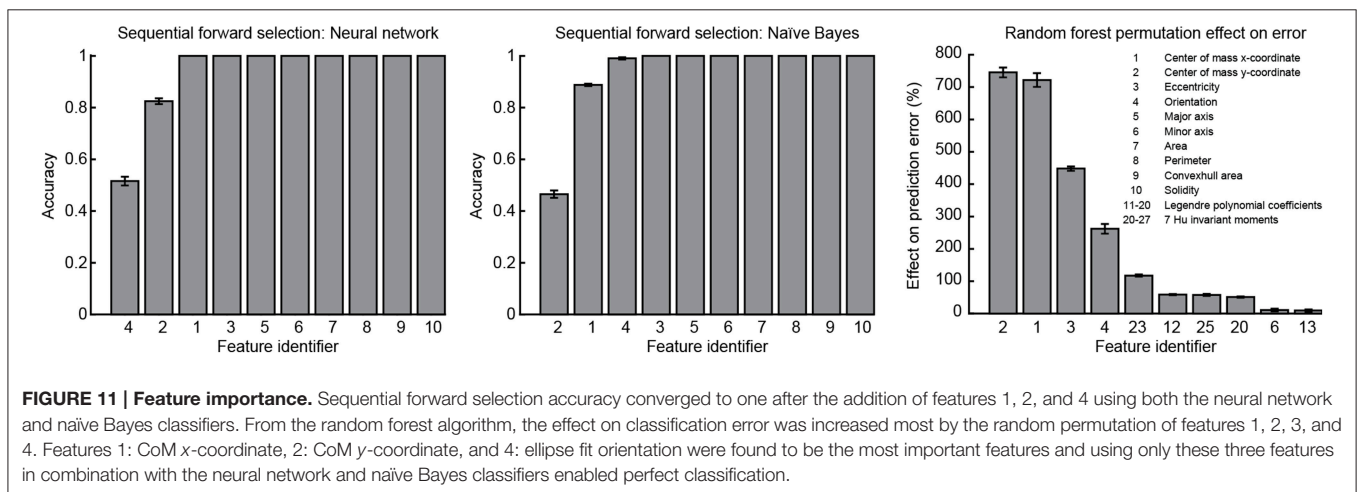 Sequential forward selection: Neural network
1
0.8
0.6
0.4
0.2
0
Accuracy
4 2 1 3 5 6 7 8 9 10
Feature identifier
Sequential forward selection: Naïve Bayes
1
0.8
0.6
0.4
0.2
0
Accuracy
2 1 4 3 5 6 7 8 9 10
Feature identifier
Random forest permutation effect on error
800
700
600
500
400
300
200
100
0
Effect on prediction error (%)
1 Center of mass x-coordinate
2 Center of mass y-coordinate
3 Eccentricity
4 Orientation
5 Major axis
6 Minor axis
7 Area
8 Perimeter
9 Convexhull area
10 Solidity
11-20 Legendre polynomial coefficients
20-27 7 Hu invariant moments
2 1 3 4 23 12 25 20 6 13
Feature identifier
FIGURE 11 | Feature importance. Sequential forward selection accuracy converged to one after the addition of features 1, 2, and 4 using both the neural network
and naïve Bayes classifiers. From the random forest algorithm, the effect on classification error was increased most by the random permutation of features 1, 2, 3, and
4. Features 1: CoM x-coordinate, 2: CoM y-coordinate, and 4: ellipse fit orientation were found to be the most important features and using only these three features
in combination with the neural network and naïve Bayes classifiers enabled perfect classification.